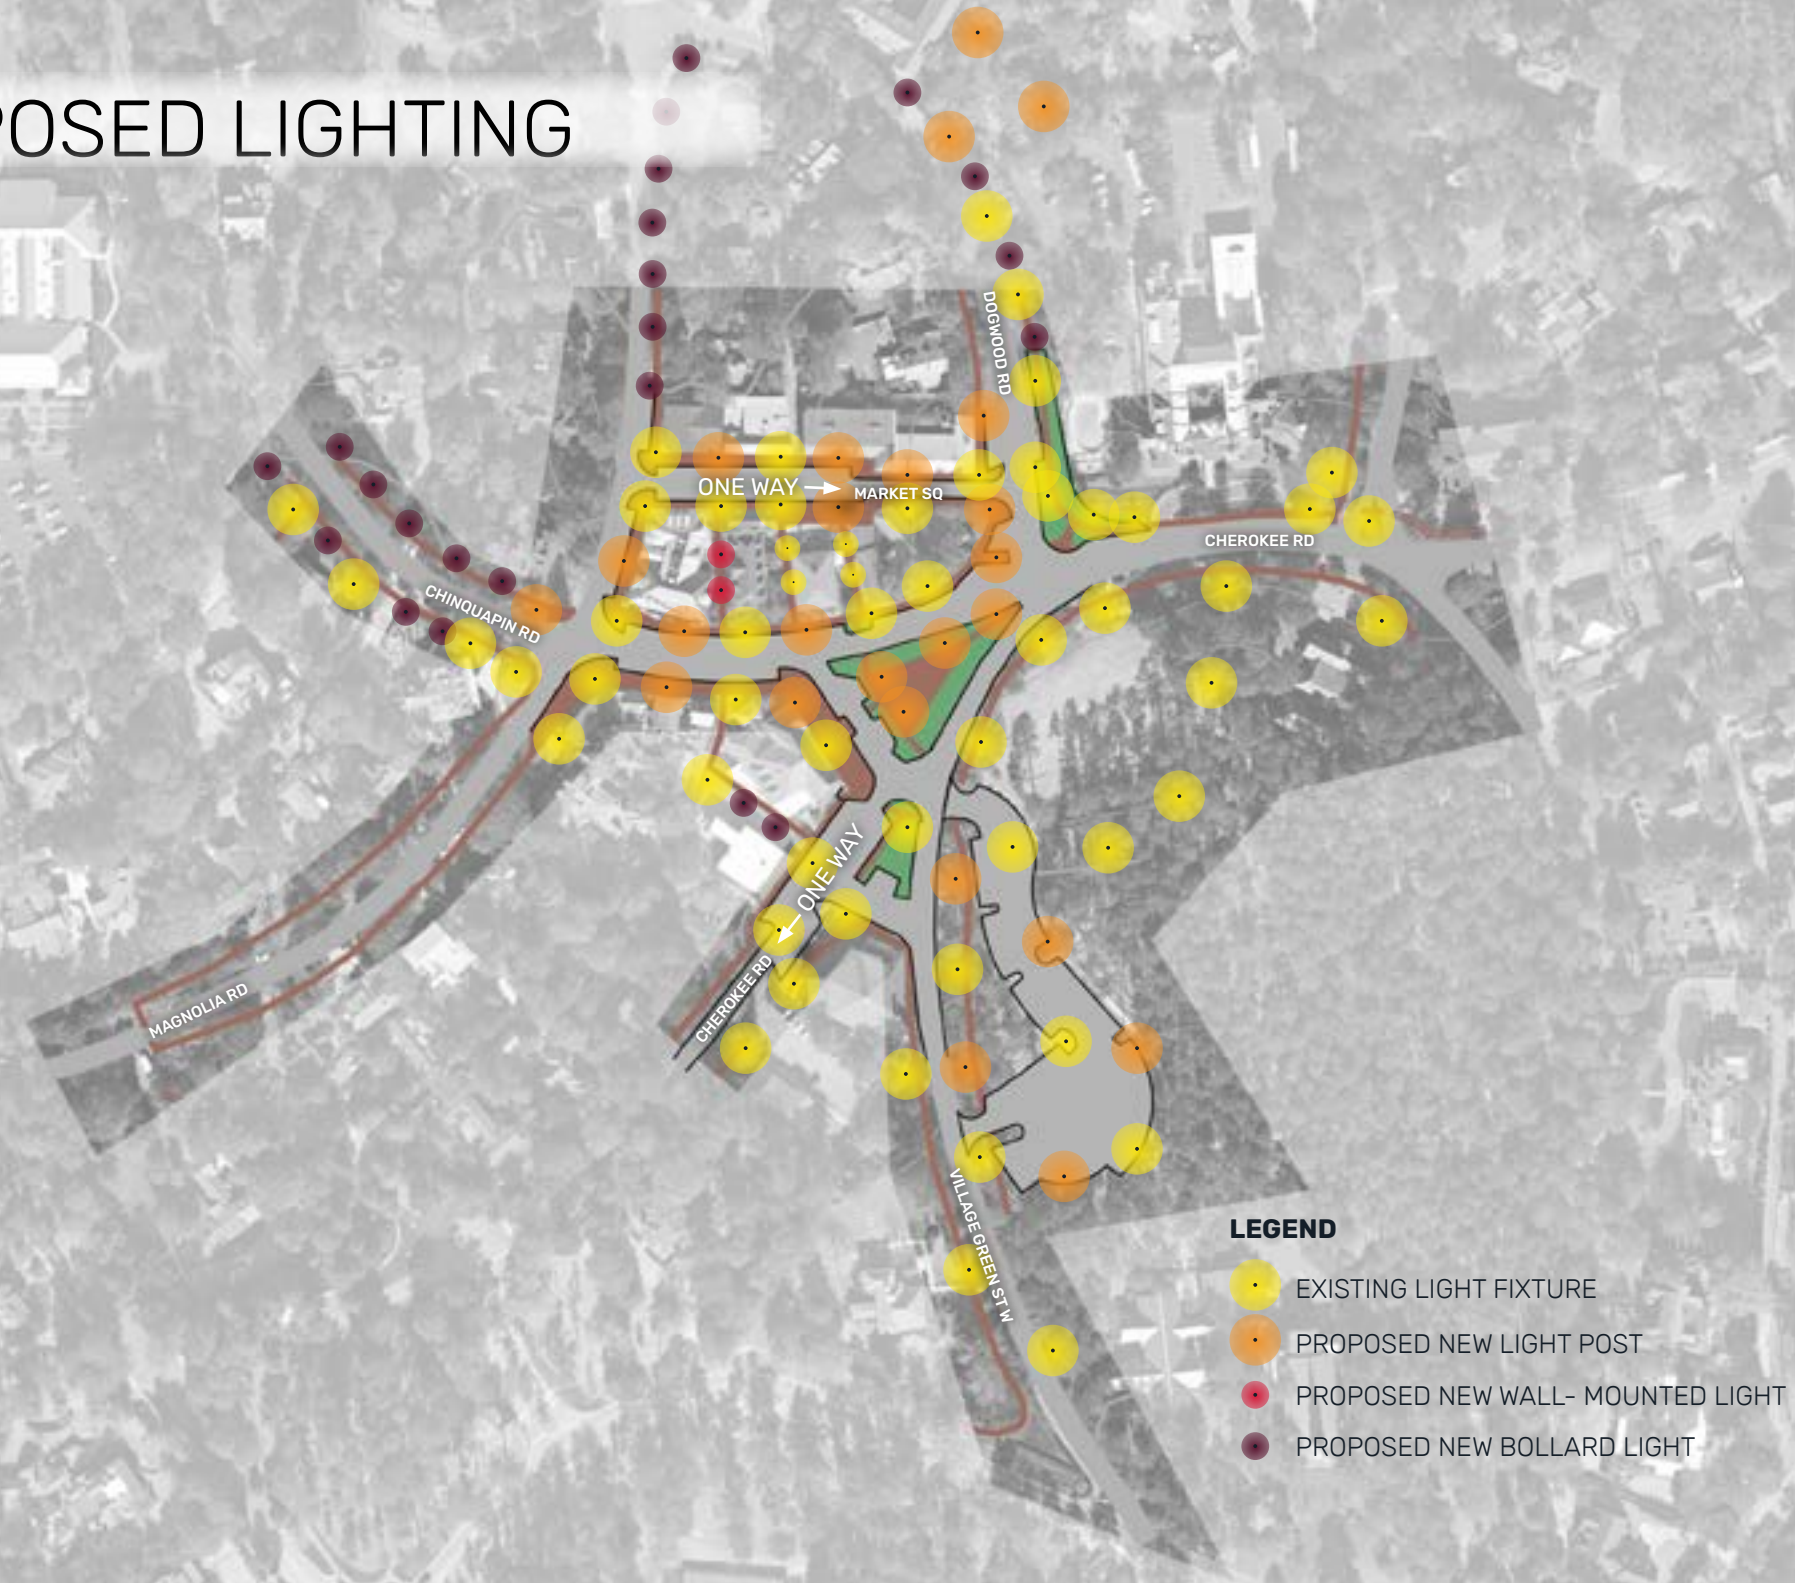 POSED LIGHTING
DOGWOOD RD
ONE WAY
MARKET SQ
CHEROKEE RD
CHINQUAPIN RD
ONE WAY
CHEROKEE RD
MAGNOLIA RD
VILLAGE GREEN ST W
LEGEND
EXISTING LIGHT FIXTURE
PROPOSED NEW LIGHT POST
PROPOSED NEW WALL- MOUNTED LIGHT
PROPOSED NEW BOLLARD LIGHT